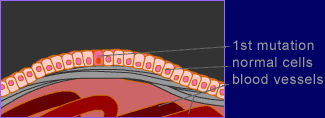 1st mutation
normal cells
blood vessels